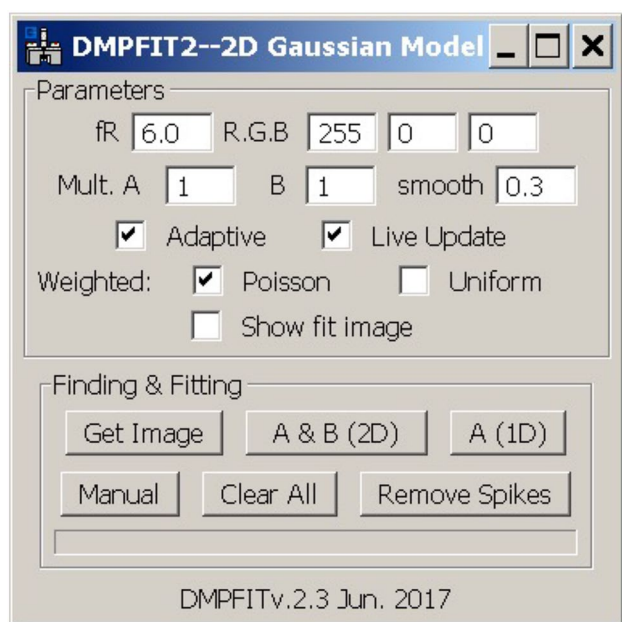 DMPFIT2--2D Gaussian Model
Parameters
fR 6.0 R.G.B 255 0 0
Mult. A 1 B 1 smooth 0.3
Adaptive Live Update
Weighted: Poisson Uniform
Show fit image
Finding & Fitting
Get Image A & B (2D) A (1D)
Manual Clear All Remove Spikes
DMPFITv.2.3 Jun. 2017